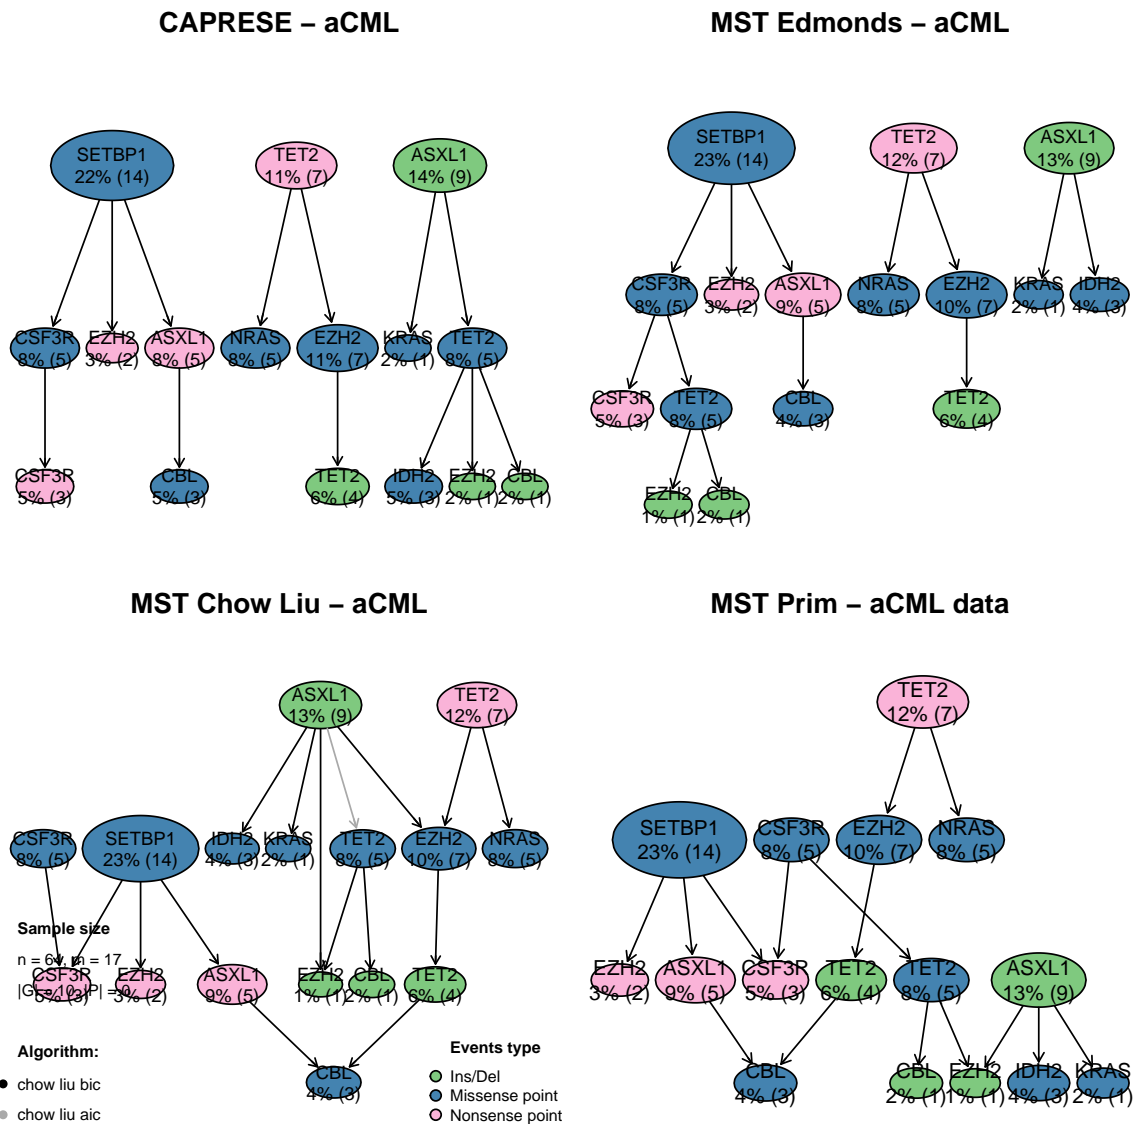 CAPRESE – aCML
SETBP1
22% (14)
TET2
11% (7)
ASXL1
14% (9)
CSF3R
8% (5)
EZH2
3% (2)
ASXL1
8% (5)
NRAS
8% (5)
EZH2
11% (7)
KRAS
2% (1)
TET2
8% (5)
CSF3R
5% (3)
CBL
5% (3)
TET2
6% (4)
IDH2
5% (3)
EZH2
2% (1)
CBL
2% (1)
MST Edmonds – aCML
SETBP1
23% (14)
TET2
12% (7)
ASXL1
13% (9)
CSF3R
8% (5)
EZH2
3% (2)
ASXL1
9% (5)
NRAS
8% (5)
EZH2
10% (7)
KRAS
2% (1)
IDH2
4% (3)
CSF3R
5% (3)
TET2
8% (5)
CBL
4% (3)
TET2
6% (4)
EZH2
1% (1)
CBL
2% (1)
MST Chow Liu – aCML
ASXL1
13% (9)
TET2
12% (7)
CSF3R
8% (5)
SETBP1
23% (14)
IDH2
4% (3)
KRAS
2% (1)
TET2
8% (5)
EZH2
10% (7)
NRAS
8% (5)
CSF3R
5% (3)
EZH2
3% (2)
ASXL1
9% (5)
EZH2
1% (1)
CBL
2% (1)
TET2
6% (4)
CBL
4% (3)
Sample size
m = 17
Algorithm:
chow liu bic
chow liu aic
Events type
Ins/Del
Missense point
Nonsense point
MST Prim – aCML data
TET2
12% (7)
SETBP1
23% (14)
CSF3R
8% (5)
EZH2
10% (7)
NRAS
8% (5)
EZH2
3% (2)
ASXL1
9% (5)
CSF3R
5% (3)
TET2
6% (4)
TET2
8% (5)
ASXL1
13% (9)
CBL
4% (3)
CBL
2% (1)
EZH2
1% (1)
IDH2
4% (3)
KRAS
2% (1)